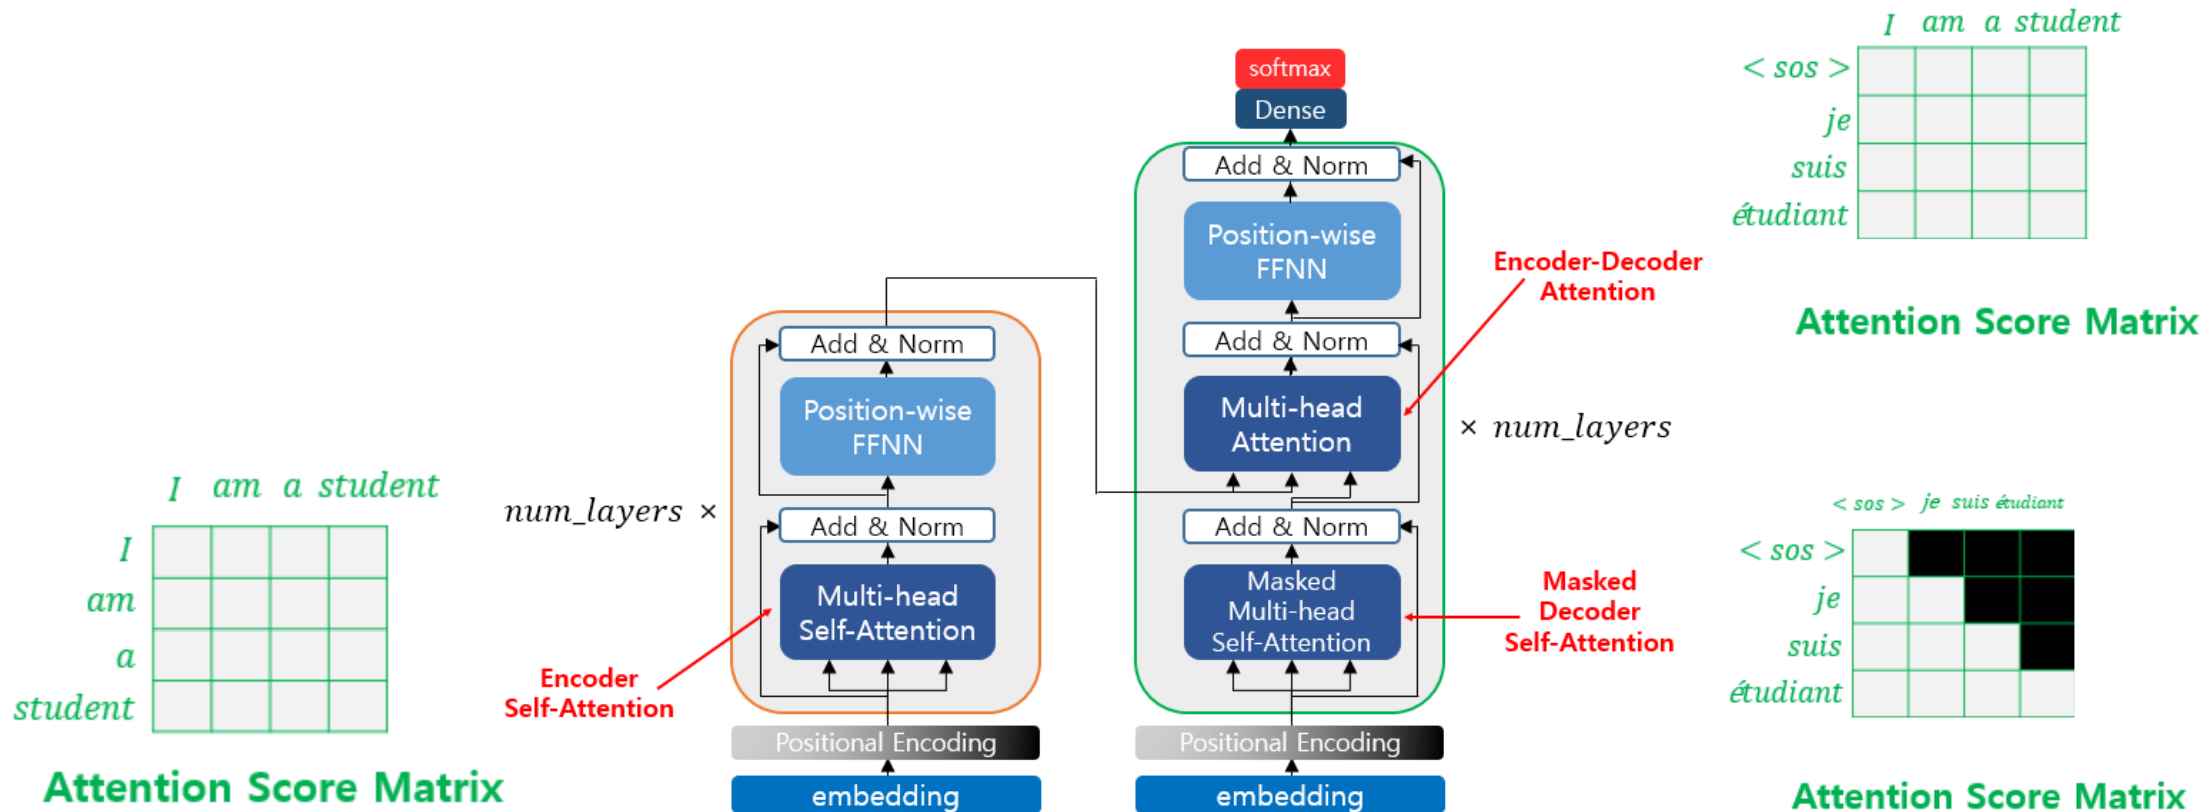 I am a student
I
am
a
student
Attention Score Matrix
num_layers ×
Add & Norm
Position-wise
FFNN
Add & Norm
Multi-head
Self-Attention
Encoder
Self-Attention
Positional Encoding
embedding
softmax
Dense
Add & Norm
Position-wise
FFNN
Add & Norm
Multi-head
Attention
Add & Norm
Masked
Multi-head
Self-Attention
Positional Encoding
embedding
Encoder-Decoder
Attention
× num_layers
Masked
Decoder
Self-Attention
I am a student
< sos >
je
suis
étudiant
Attention Score Matrix
< sos > je suis étudiant
< sos >
je
suis
étudiant
Attention Score Matrix